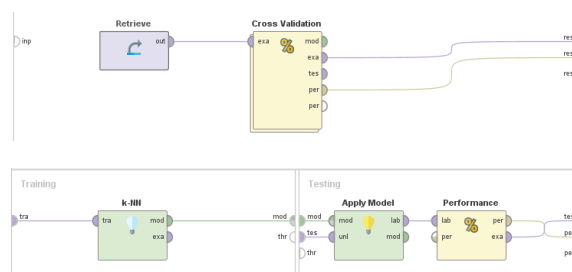 Retrieve
Cross Validation
inp
out
exa
mod
exa
tes
per
per
res
res
res
Training
Testing
k-NN
Apply Model
Performance
tra
tra
mod
exa
mod
thr
mod
tes
thr
mod
unl
lab
mod
lab
per
per
exa
tes
pe
pe